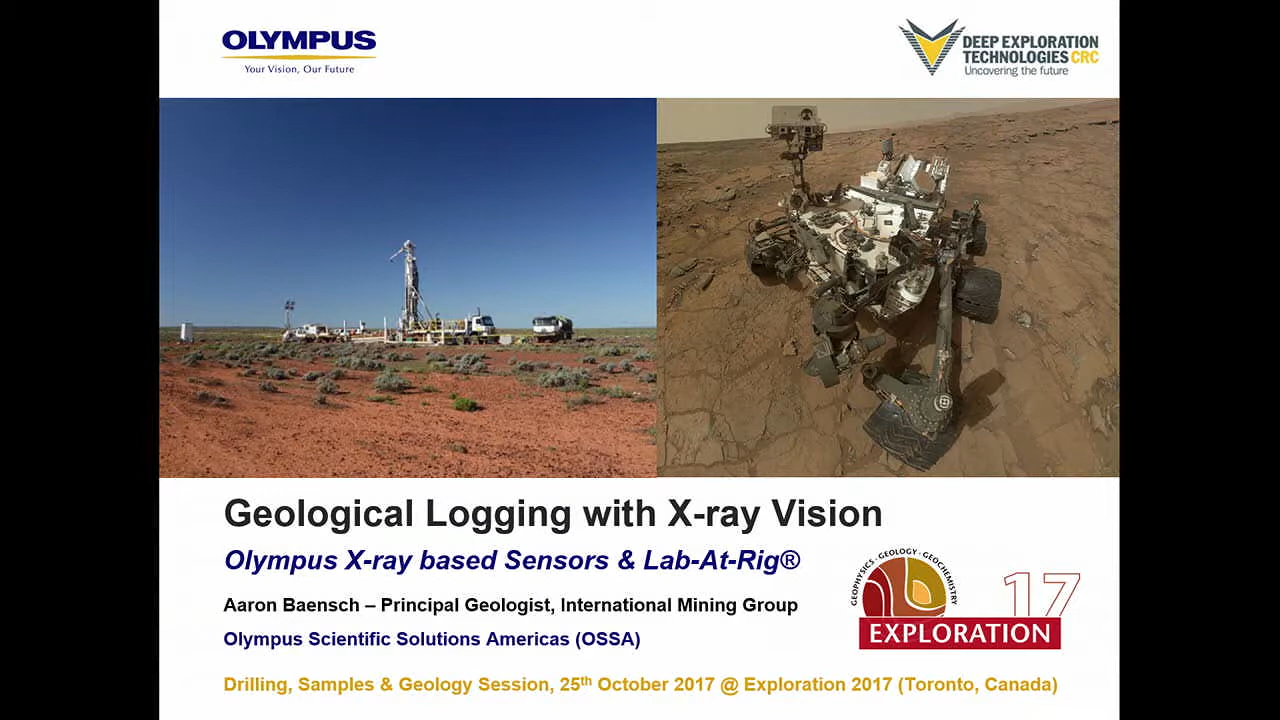 OLYMPUS
Your Vision, Our Future
DEEP EXPLORATION
TECHNOLOGIES CRC
Uncovering the future
Geological Logging with X-ray Vision
Olympus X-ray based Sensors & Lab-At-Rig®
Aaron Baensch – Principal Geologist, International Mining Group
Olympus Scientific Solutions Americas (OSSA)
GEOPHYSICS · GEOLOGY · GEOCHEMISTRY
17
EXPLORATION
Drilling, Samples & Geology Session, 25th October 2017 @ Exploration 2017 (Toronto, Canada)